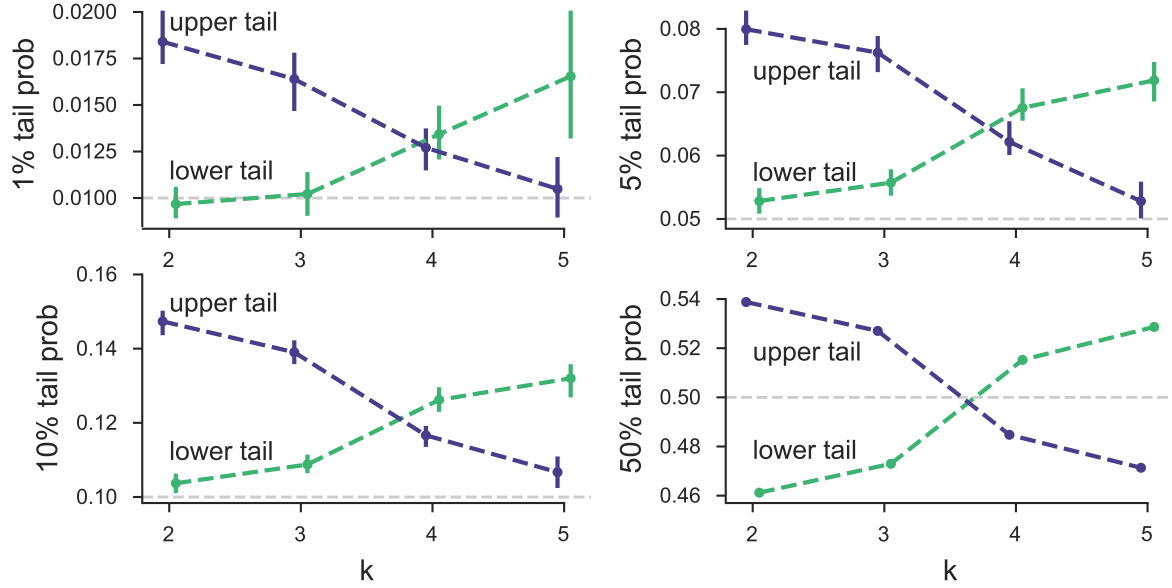 1% tail prob
0.0200
0.0175
0.0150
0.0125
0.0100
upper tail
lower tail
2 3 4 5
5% tail prob
0.08
0.07
0.06
0.05
upper tail
lower tail
2 3 4 5
10% tail prob
0.16
0.14
0.12
0.10
upper tail
lower tail
2 3 4 5
k
50% tail prob
0.54
0.52
0.50
0.48
0.46
upper tail
lower tail
2 3 4 5
k